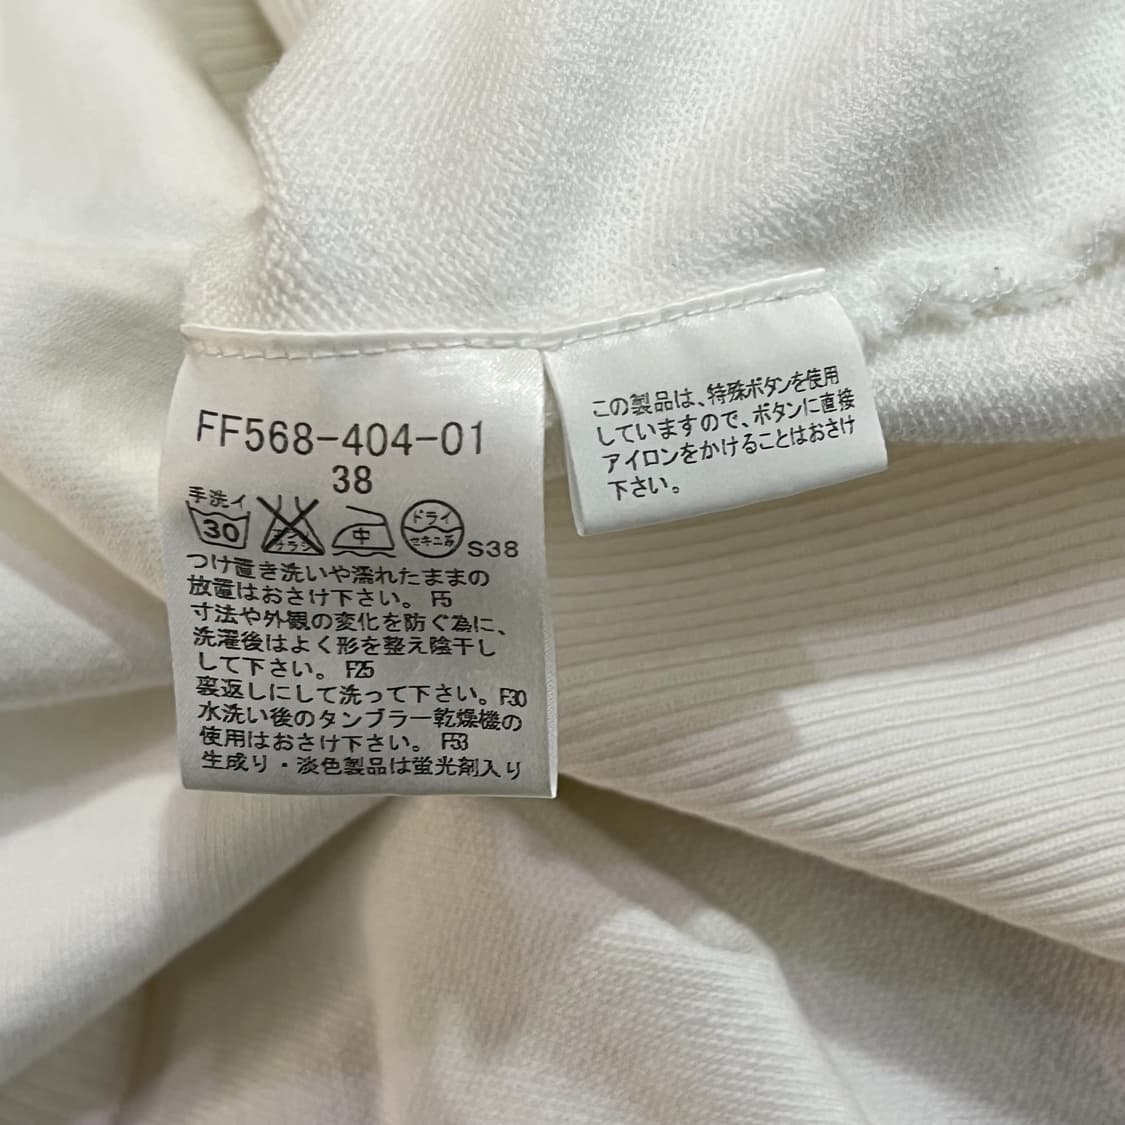 FF568-404-01
38
手洗イ
30
エンソ
サラシ
中
ドライ
セキユ系
S38
つけ置き洗いや濡れたままの
放置はおさけ下さい。 F5
寸法や外観の変化を防ぐ為に、
洗濯後はよく形を整え陰干し
して下さい。 F25
裏返しにして洗って下さい。F30
水洗い後のタンブラー乾燥機の
使用はおさけ下さい。 F53
生成り・淡色製品は蛍光剤入り
この製品は、特殊ボタンを使用
していますので、ボタンに直接
アイロンをかけることはおさけ
下さい。